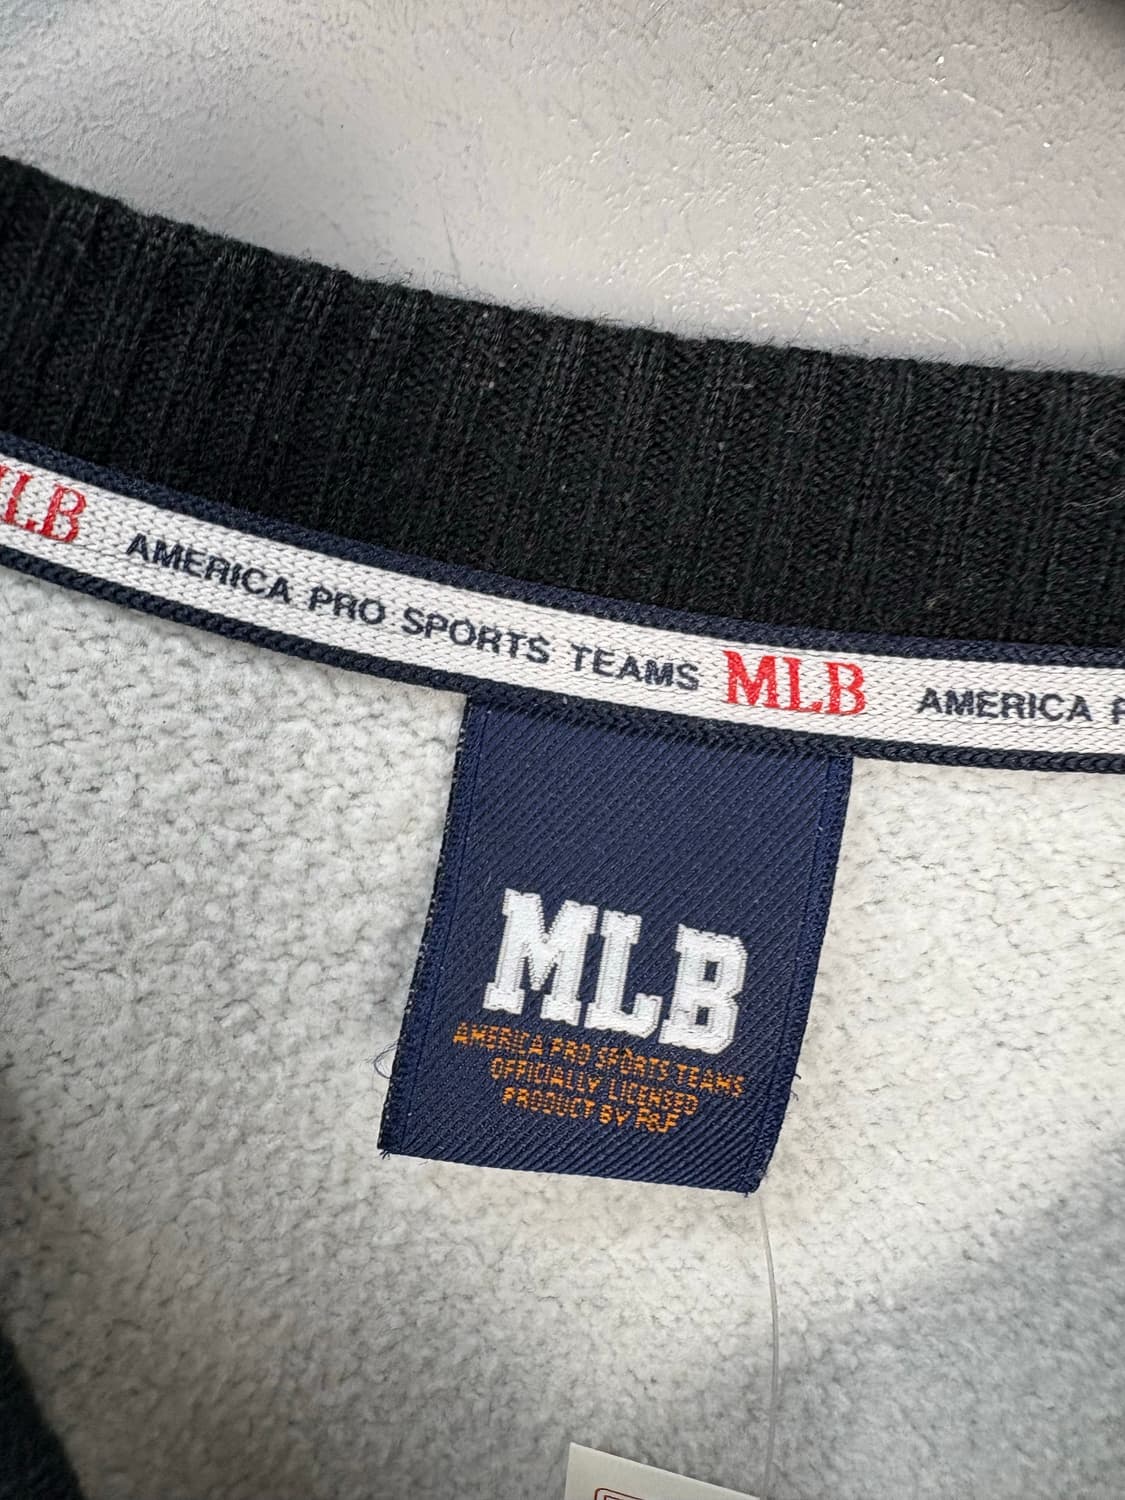 MLB AMERICA PRO SPORTS TEAMS MLB AMERICA P
MLB
AMERICA PRO SPORTS TEAMS
OFFICIALLY LICENSED
PRODUCT BY F&F